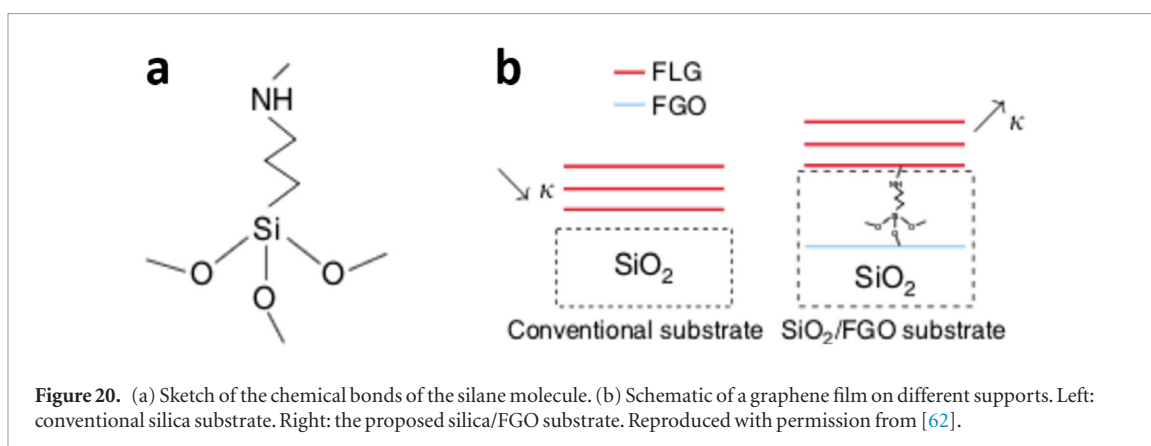 a
NH
Si
O
O
O
b
FLG
FGO
κ
SiO2
Conventional substrate
κ
NH
Si
O
O
O
SiO2
SiO2/FGO substrate
Figure 20. (a) Sketch of the chemical bonds of the silane molecule. (b) Schematic of a graphene film on different supports. Left:
conventional silica substrate. Right: the proposed silica/FGO substrate. Reproduced with permission from [62].